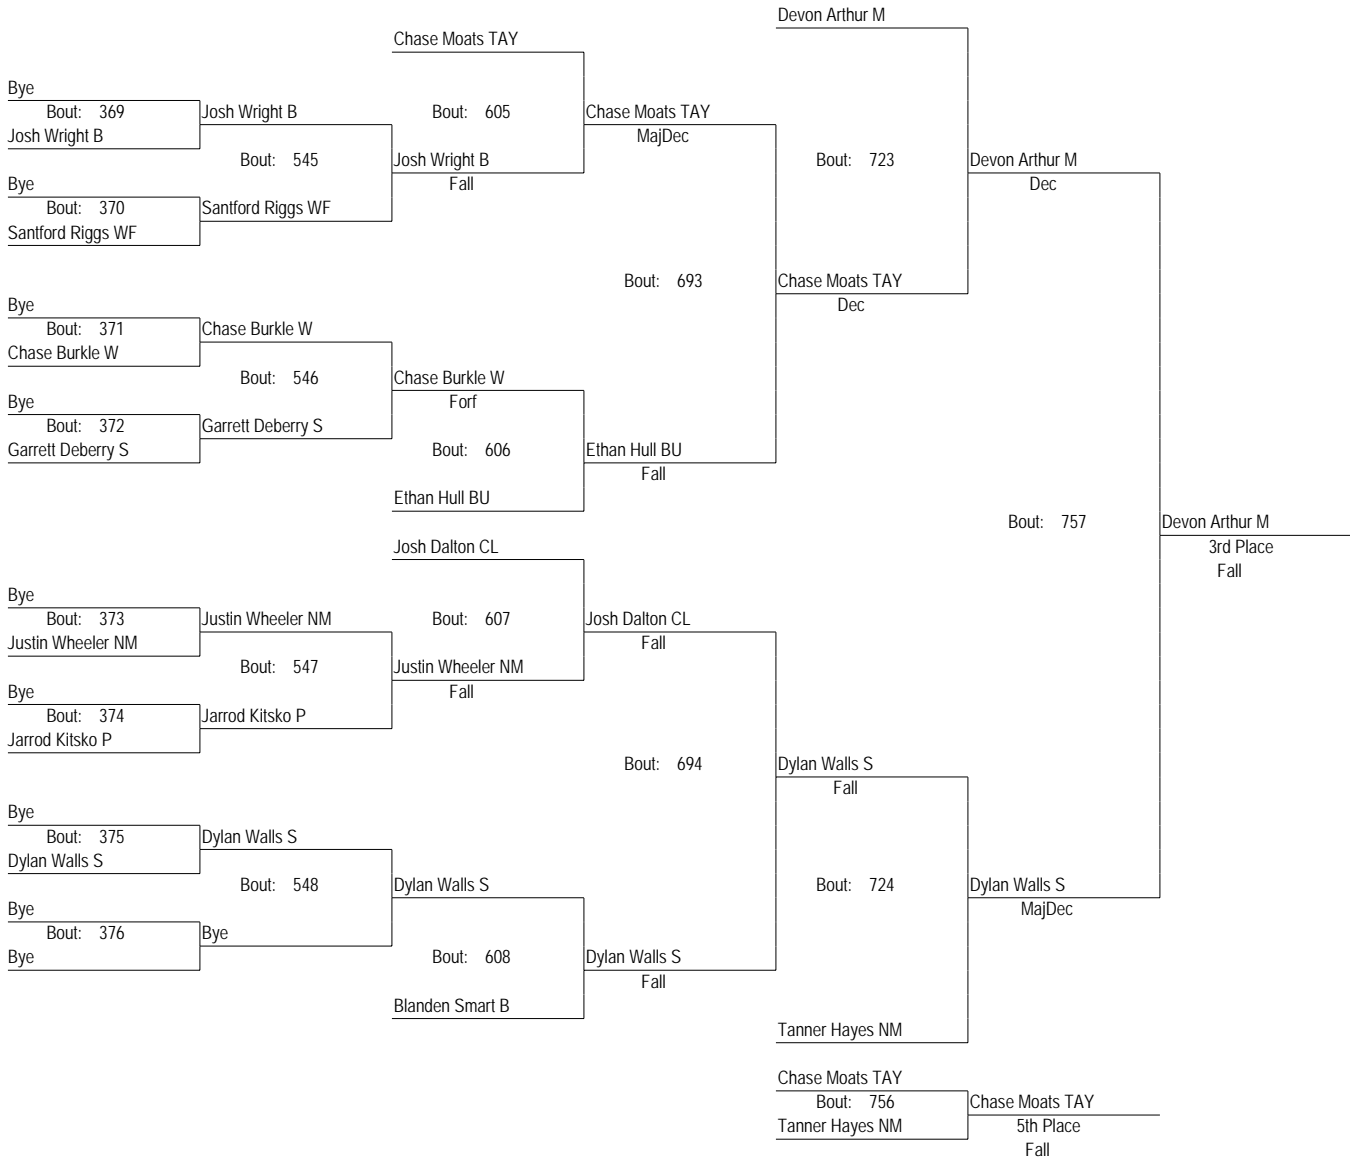 Devon Arthur M
Chase Moats TAY
Bye
Bout: 369
Josh Wright B
Josh Wright B
Bout: 605
Chase Moats TAY
MajDec
Bout: 545
Josh Wright B
Fall
Bout: 723
Devon Arthur M
Dec
Bye
Bout: 370
Santford Riggs WF
Santford Riggs WF
Bout: 693
Chase Moats TAY
Dec
Bye
Bout: 371
Chase Burkle W
Chase Burkle W
Bout: 546
Chase Burkle W
Forf
Bye
Bout: 372
Garrett Deberry S
Garrett Deberry S
Bout: 606
Ethan Hull BU
Fall
Ethan Hull BU
Bout: 757
Devon Arthur M
3rd Place
Fall
Josh Dalton CL
Bye
Bout: 373
Justin Wheeler NM
Justin Wheeler NM
Bout: 607
Josh Dalton CL
Fall
Bout: 547
Justin Wheeler NM
Fall
Bye
Bout: 374
Jarrod Kitsko P
Jarrod Kitsko P
Bout: 694
Dylan Walls S
Fall
Bye
Bout: 375
Dylan Walls S
Dylan Walls S
Bout: 548
Dylan Walls S
Bout: 724
Dylan Walls S
MajDec
Bye
Bout: 376
Bye
Bye
Bout: 608
Dylan Walls S
Fall
Blanden Smart B
Tanner Hayes NM
Chase Moats TAY
Bout: 756
Chase Moats TAY
Tanner Hayes NM
5th Place
Fall